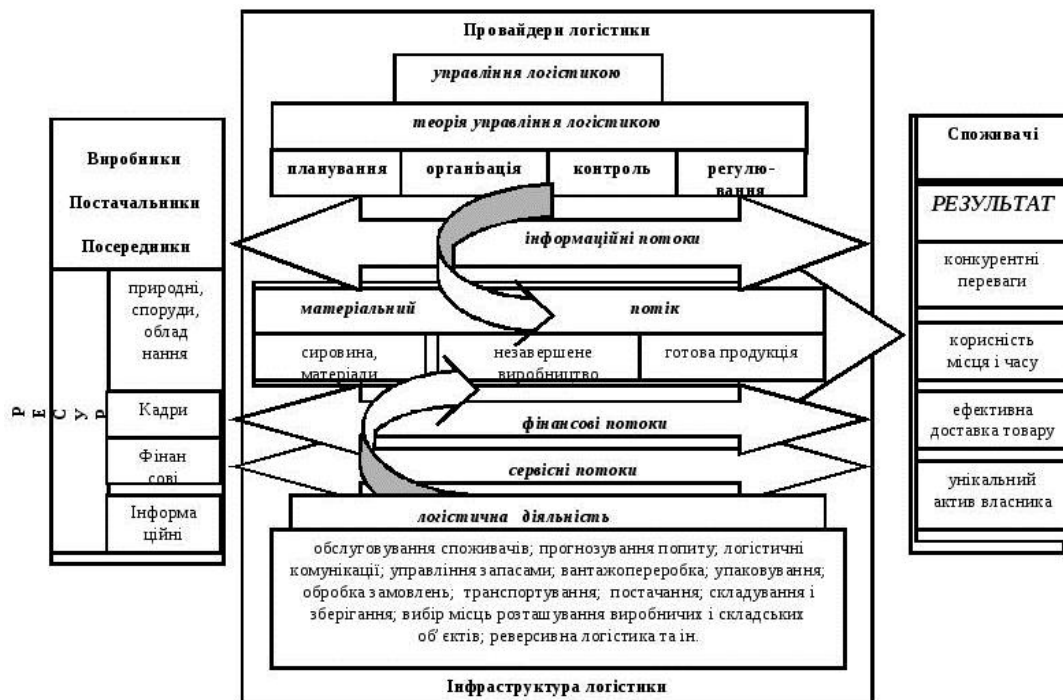 Провайдери логістики
управління логістикою
теорія управління логістикою
планування
організація
контроль
регулю-
вання
Виробники
Постачальники
Посередники
природні,
споруди,
облад
нання
Р Е С У Р
Кадри
Фінан
сові
Інформа
ційні
інформаційні потоки
матеріальний потік
сировина,
матеріали
незавершене
виробництво
готова продукція
фінансові потоки
сервісні потоки
логістична діяльність
обслуговування споживачів; прогнозування попиту; логістичні
комунікації; управління запасами; вантажопереробка; упаковування;
обробка замовлень; транспортування; постачання; складування і
зберігання; вибір місць розташування виробничих і складських
об’єктів; реверсивна логістика та ін.
Інфраструктура логістики
Споживачі
РЕЗУЛЬТАТ
конкурентні
переваги
корисність
місця і часу
ефективна
доставка товару
унікальний
актив власника